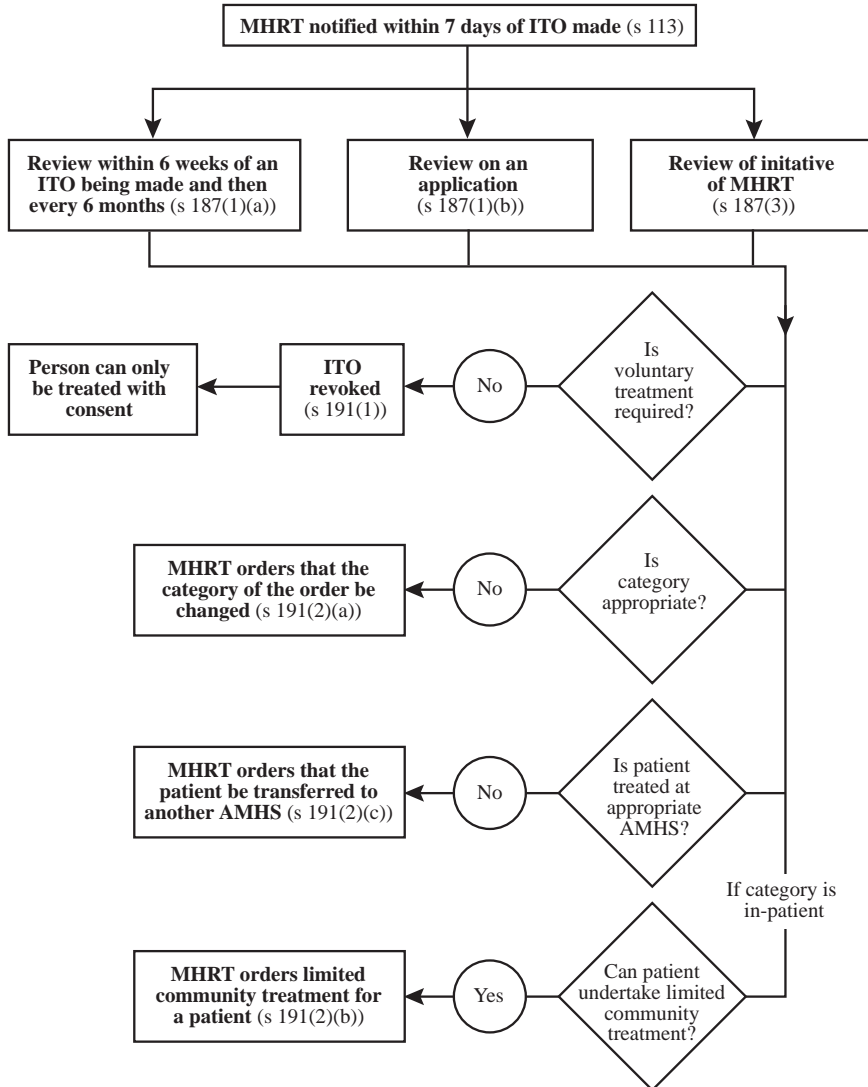 MHRT notified within 7 days of ITO made (s 113)
Review within 6 weeks of an
ITO being made and then
every 6 months (s 187(1)(a))
Review on an
application
(s 187(1)(b))
Review of initative
of MHRT
(s 187(3))
Person can only
be treated with
consent
ITO
revoked
(s 191(1))
No
Is
voluntary
treatment
required?
MHRT orders that the
category of the order be
changed (s 191(2)(a))
No
Is
category
appropriate?
MHRT orders that the
patient be transferred to
another AMHS (s 191(2)(c))
No
Is patient
treated at
appropriate
AMHS?
If category is
in-patient
MHRT orders limited
community treatment for
a patient (s 191(2)(b))
Yes
Can patient
undertake limited
community
treatment?